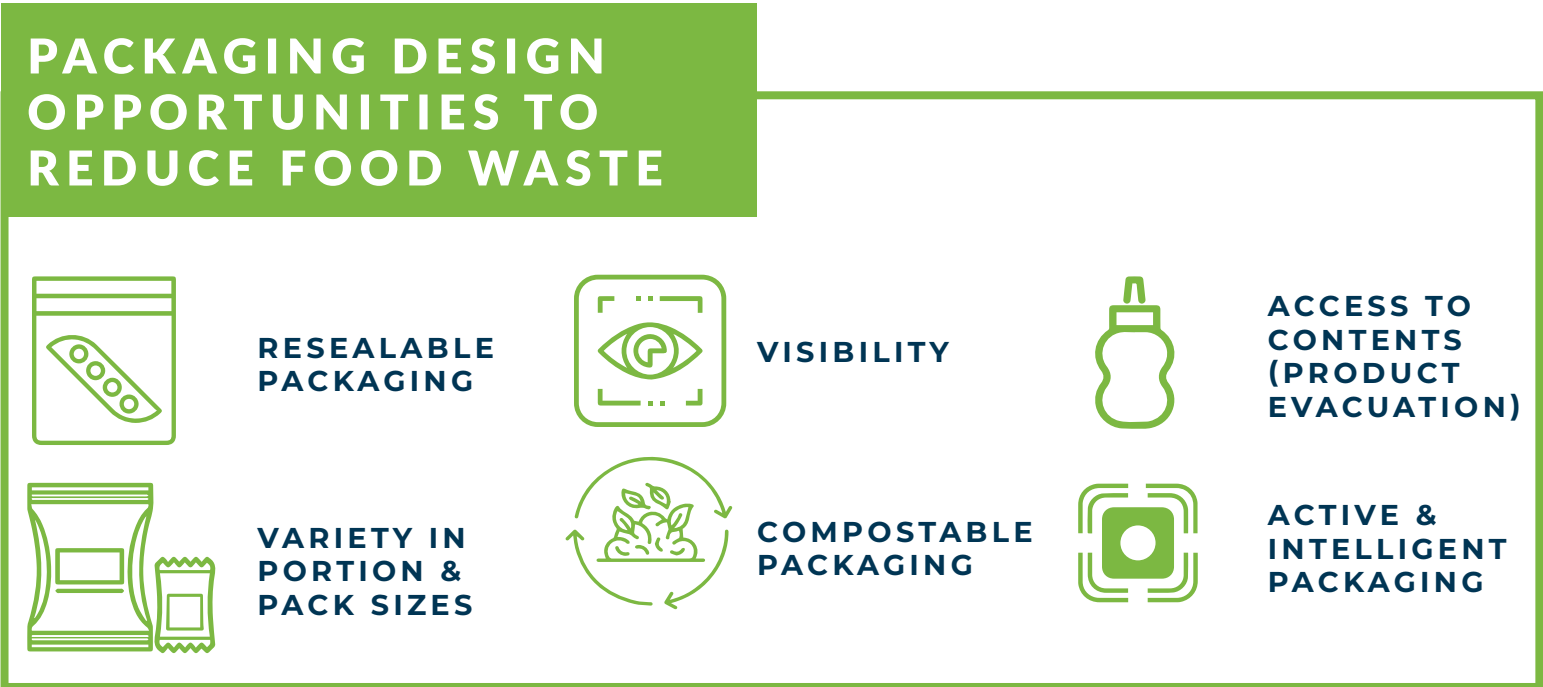 PACKAGING DESIGN
OPPORTUNITIES TO
REDUCE FOOD WASTE
RESEALABLE
PACKAGING
VISIBILITY
ACCESS TO
CONTENTS
(PRODUCT
EVACUATION)
VARIETY IN
PORTION &
PACK SIZES
COMPOSTABLE
PACKAGING
ACTIVE &
INTELLIGENT
PACKAGING